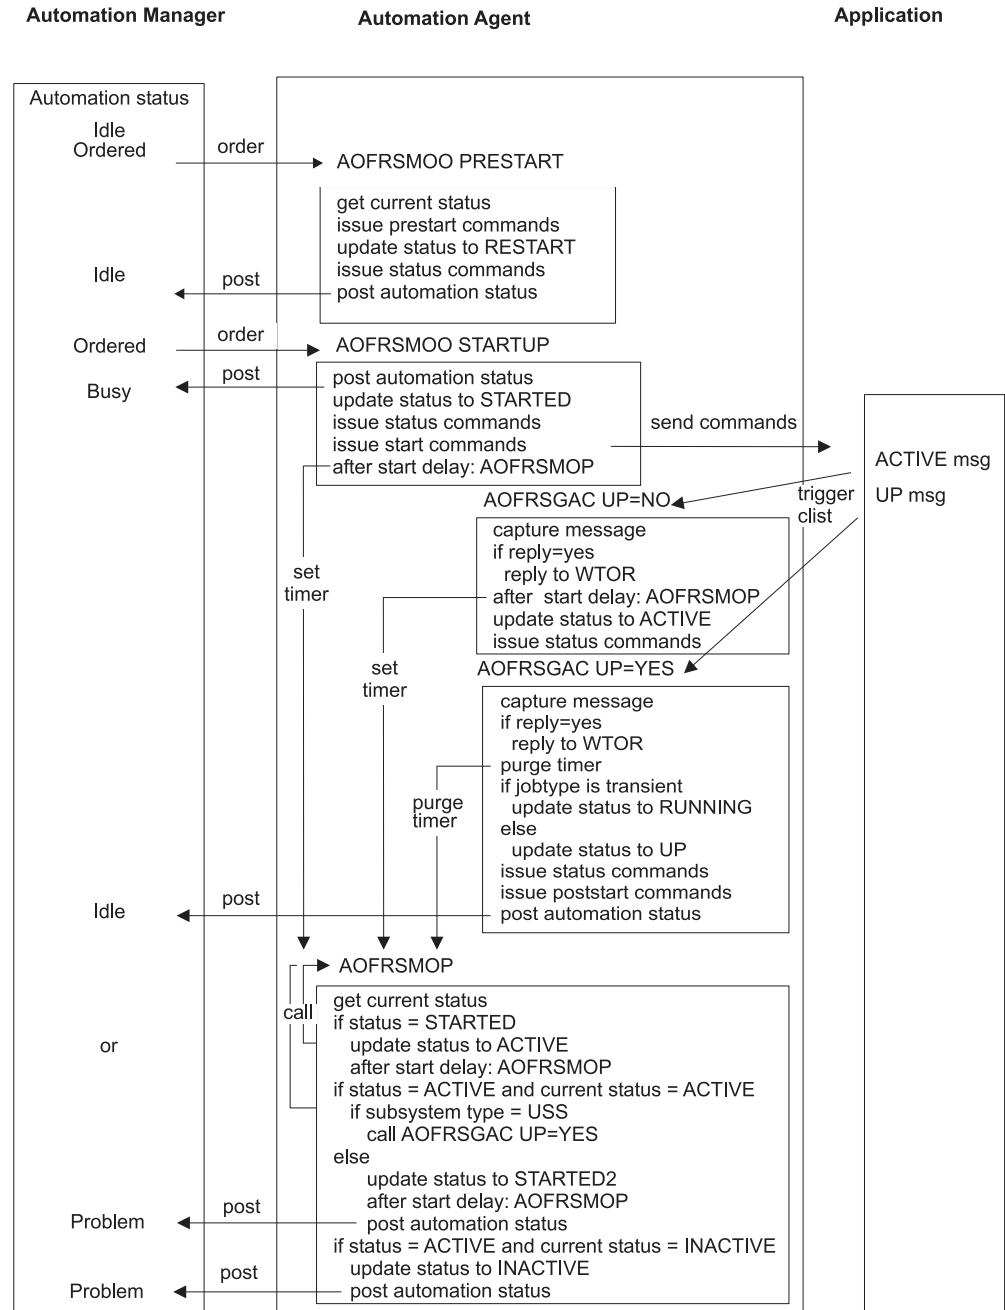 Automation Manager
Automation Agent
Application
Automation status
Idle
Ordered
order
AOFRSMOO PRESTART
get current status
issue prestart commands
update status to RESTART
issue status commands
post automation status
Idle
post
Ordered
order
AOFRSMOO STARTUP
Busy
post
post automation status
update status to STARTED
issue status commands
issue start commands
after start delay: AOFRSMOP
send commands
ACTIVE msg
UP msg
trigger
clist
AOFRSGAC UP=NO
capture message
if reply=yes
reply to WTOR
after start delay: AOFRSMOP
update status to ACTIVE
issue status commands
set
timer
set
timer
AOFRSGAC UP=YES
capture message
if reply=yes
reply to WTOR
purge timer
if jobtype is transient
update status to RUNNING
else
update status to UP
issue status commands
issue poststart commands
post automation status
purge
timer
Idle
post
AOFRSMOP
call
get current status
if status = STARTED
update status to ACTIVE
after start delay: AOFRSMOP
if status = ACTIVE and current status = ACTIVE
if subsystem type = USS
call AOFRSGAC UP=YES
else
update status to STARTED2
after start delay: AOFRSMOP
post automation status
if status = ACTIVE and current status = INACTIVE
update status to INACTIVE
post automation status
or
Problem
post
Problem
post